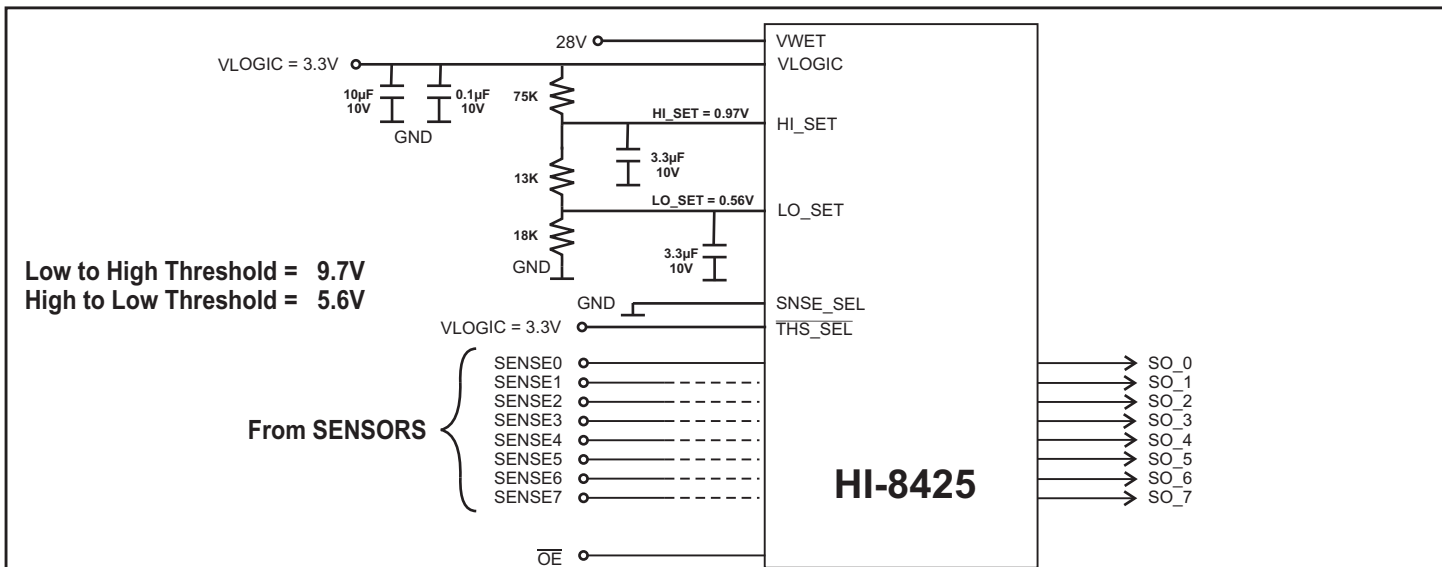 28V
VWET
VLOGIC = 3.3V
VLOGIC
10µF
10V
0.1µF
10V
75K
GND
HI_SET = 0.97V
HI_SET
3.3µF
10V
13K
LO_SET = 0.56V
LO_SET
18K
3.3µF
10V
GND
Low to High Threshold = 9.7V
High to Low Threshold = 5.6V
GND
SNSE_SEL
VLOGIC = 3.3V
THS_SEL
From SENSORS
SENSE0
SENSE1
SENSE2
SENSE3
SENSE4
SENSE5
SENSE6
SENSE7
HI-8425
SO_0
SO_1
SO_2
SO_3
SO_4
SO_5
SO_6
SO_7
OE